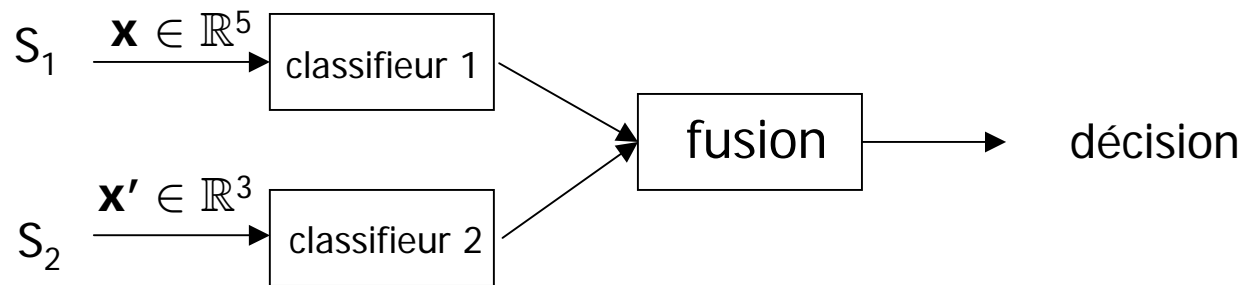 S₁
x ∈ ℝ⁵
classifieur 1
fusion
décision
S₂
x' ∈ ℝ³
classifieur 2